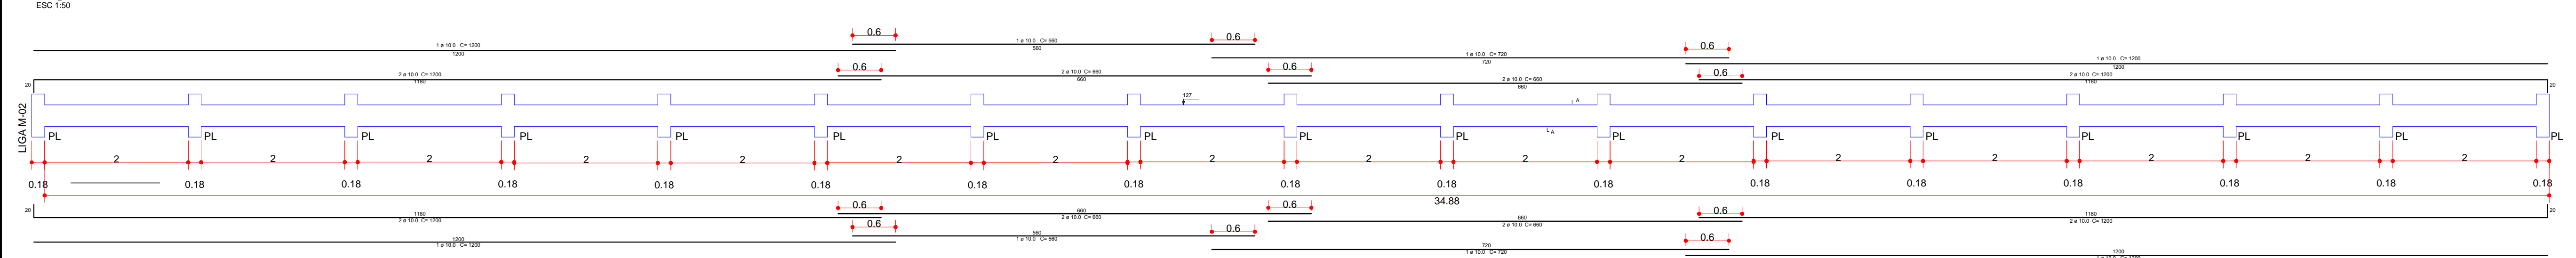 ESC 1:50
0.6
1 ø 10.0 C= 560
560
0.6
1 ø 10.0 C= 1200
1200
0.6
1 ø 10.0 C= 720
720
1 ø 10.0 C= 1200
1200
0.6
2 ø 10.0 C= 1200
1180
2 ø 10.0 C= 660
660
0.6
2 ø 10.0 C= 660
660
0.6
2 ø 10.0 C= 1200
1180
20
20
127
A
A
LIGA M-02
PL PL PL PL PL PL PL PL PL PL PL PL PL PL PL PL PL
2 2 2 2 2 2 2 2 2 2 2 2 2 2 2 2
0.18 0.18 0.18 0.18 0.18 0.18 0.18 0.18 0.18 0.18 0.18 0.18 0.18 0.18 0.18 0.18 0.18
34.88
20
20
1180
2 ø 10.0 C= 1200
0.6
660
2 ø 10.0 C= 660
0.6
660
2 ø 10.0 C= 660
0.6
1180
2 ø 10.0 C= 1200
0.6
1200
1 ø 10.0 C= 1200
560
1 ø 10.0 C= 560
0.6
720
1 ø 10.0 C= 720
0.6
1200